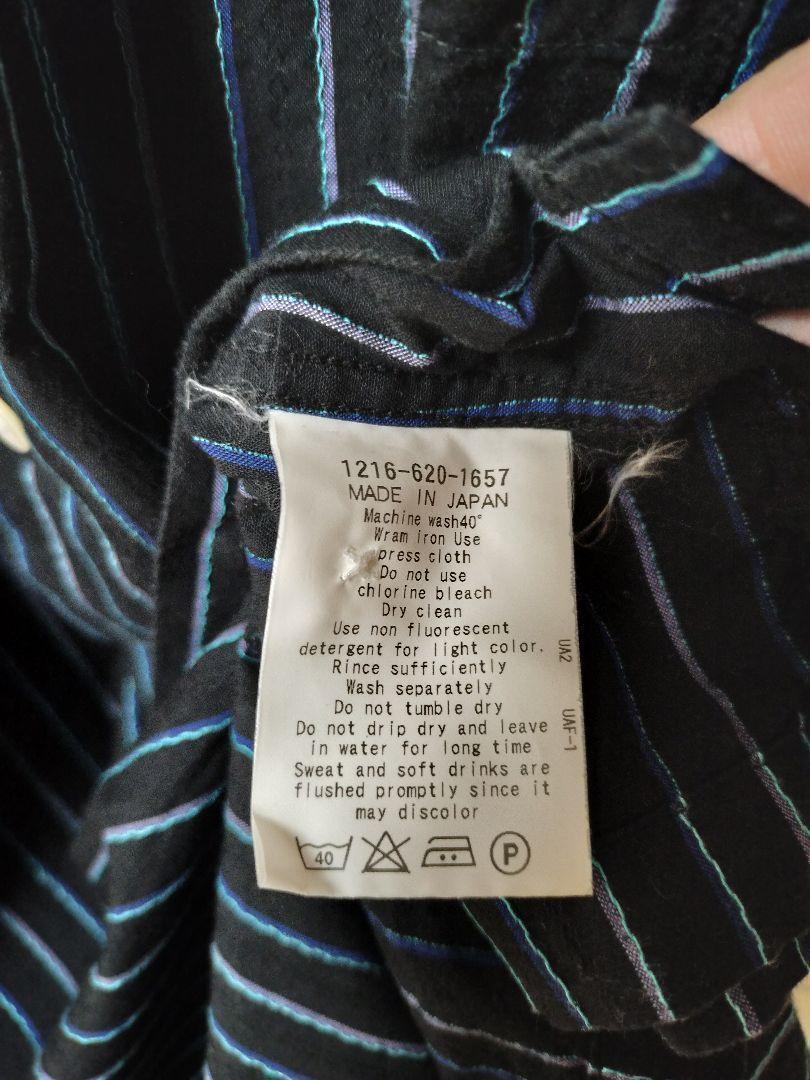 1216-620-1657
MADE IN JAPAN
Machine wash40°
Wram iron Use
press cloth
Do not use
chlorine bleach
Dry clean
Use non fluorescent
detergent for light color.
Rince sufficiently
Wash separately
Do not tumble dry
Do not drip dry and leave
in water for long time
Sweat and soft drinks are
flushed promptly since it
may discolor
40
P
UA2
UAF-1